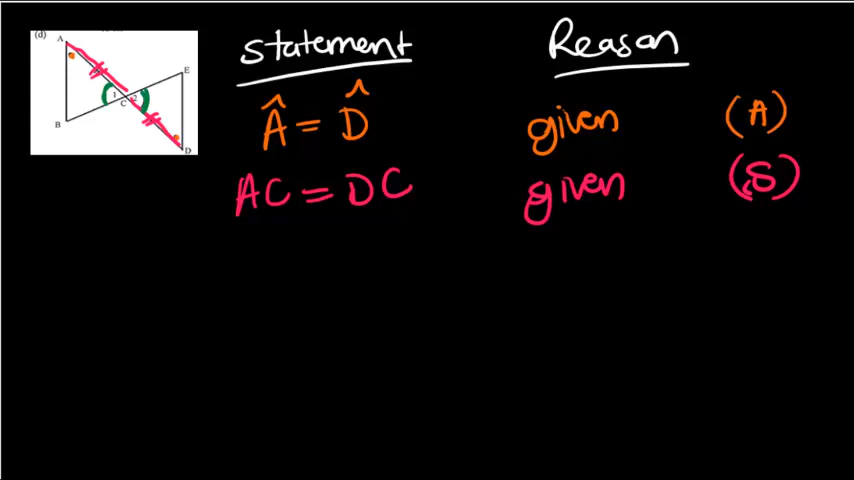 (d)
A
E
1 2
C
B
D
Statement Reason
Â = D̂ given (A)
AC = DC given (S)